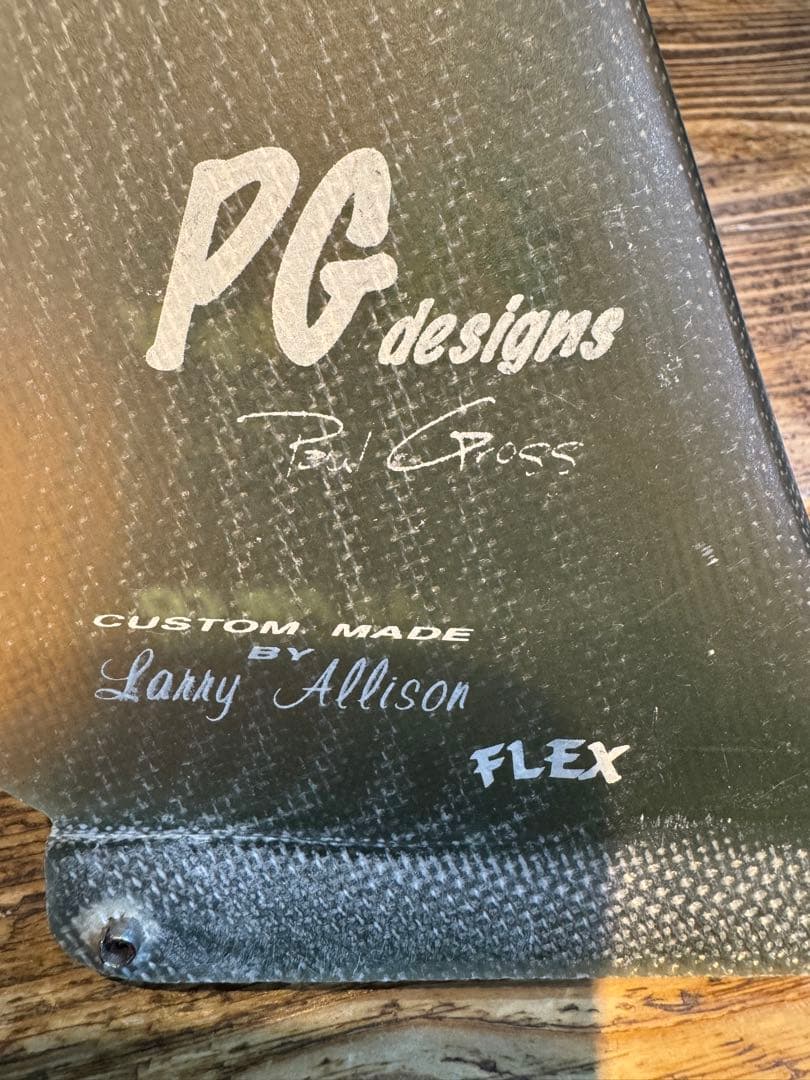 PG designs
Paul Gross
CUSTOM MADE
BY
Larry Allison
FLEX